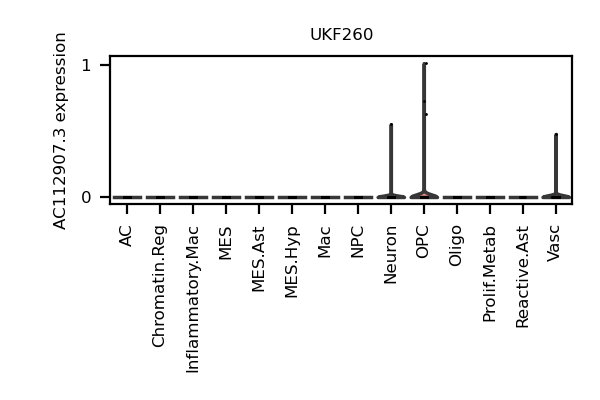 UKF260
AC112907.3 expression
1
0
AC
Chromatin.Reg
Inflammatory.Mac
MES
MES.Ast
MES.Hyp
Mac
NPC
Neuron
OPC
Oligo
Prolif.Metab
Reactive.Ast
Vasc